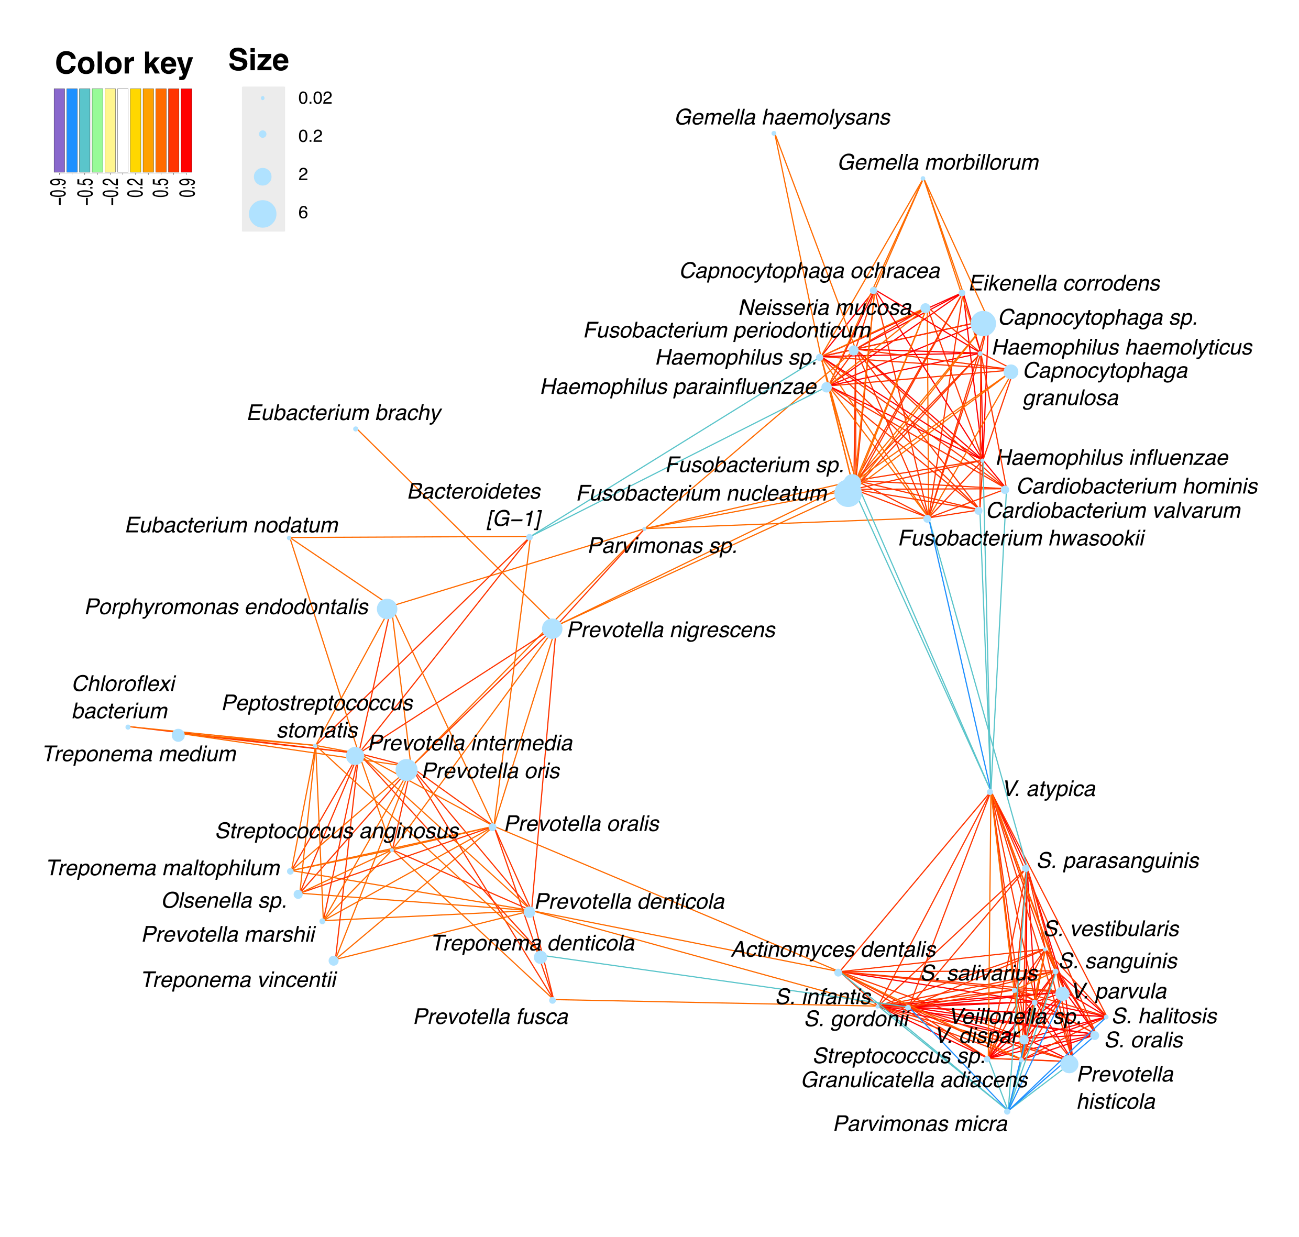 Color key
Size
0.02
0.2
2
6
−0.9
−0.5
−0.2
0.2
0.5
0.9
Gemella haemolysans
Gemella morbillorum
Capnocytophaga ochracea
Eikenella corrodens
Neisseria mucosa
Capnocytophaga sp.
Fusobacterium periodonticum
Haemophilus haemolyticus
Haemophilus sp.
Capnocytophaga
granulosa
Haemophilus parainfluenzae
Eubacterium brachy
Haemophilus influenzae
Fusobacterium sp.
Cardiobacterium hominis
Fusobacterium nucleatum
Bacteroidetes
[G−1]
Cardiobacterium valvarum
Eubacterium nodatum
Fusobacterium hwasookii
Parvimonas sp.
Porphyromonas endodontalis
Prevotella nigrescens
Chloroflexi
bacterium
Peptostreptococcus
stomatis
Treponema medium
Prevotella intermedia
Prevotella oris
V. atypica
Streptococcus anginosus
Prevotella oralis
S. parasanguinis
Treponema maltophilum
Olsenella sp.
Prevotella denticola
Prevotella marshii
Treponema denticola
S. vestibularis
Actinomyces dentalis
S. sanguinis
Treponema vincentii
S. salivarius
V. parvula
S. infantis
Prevotella fusca
S. gordonii
Veillonella sp.
S. halitosis
V. dispar
S. oralis
Streptococcus sp.
Granulicatella adiacens
Prevotella
histicola
Parvimonas micra